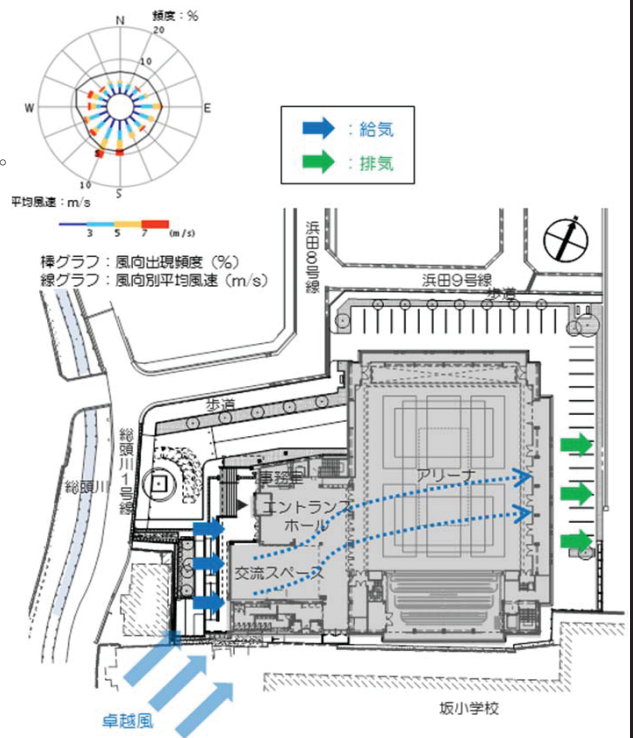 頻度：%
N
20
10
W
E
5
10
S
平均風速：m/s
3 5 7 (m/s)
棒グラフ：風向出現頻度（%）
線グラフ：風向別平均風速（m/s）
：給気
：排気
浜田8号線
浜田9号線
歩道
歩道
総頭川
総頭川1号線
事務室
アリーナ
エントランス
ホール
交流スペース
卓越風
坂小学校